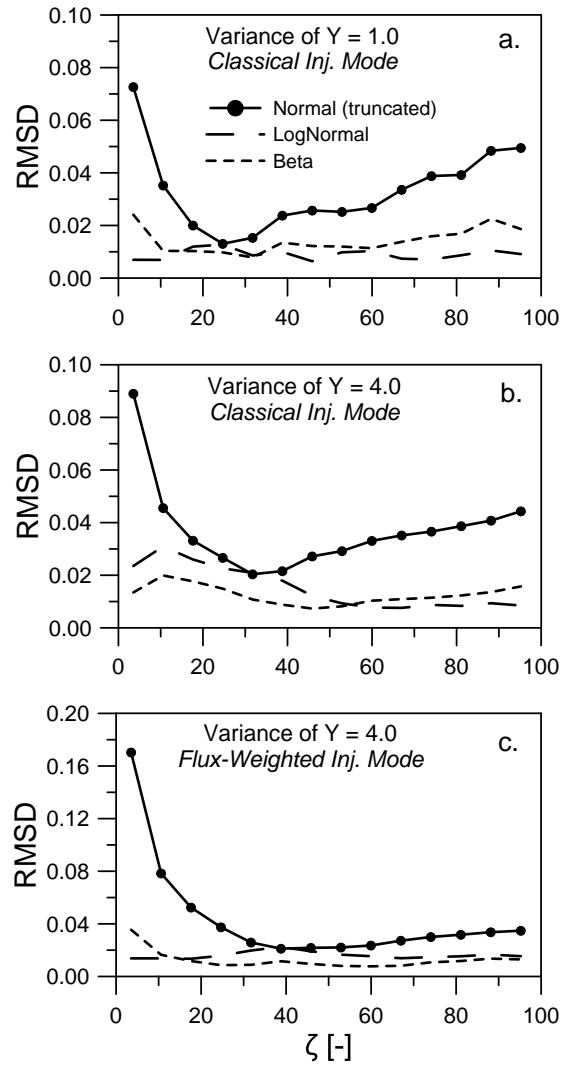 Variance of Y = 1.0
Classical Inj. Mode
a.
Normal (truncated)
LogNormal
Beta
RMSD
0.10
0.08
0.06
0.04
0.02
0.00
0 20 40 60 80 100
Variance of Y = 4.0
Classical Inj. Mode
b.
RMSD
0.10
0.08
0.06
0.04
0.02
0.00
0 20 40 60 80 100
Variance of Y = 4.0
Flux-Weighted Inj. Mode
c.
RMSD
0.20
0.16
0.12
0.08
0.04
0.00
0 20 40 60 80 100
ζ [-]